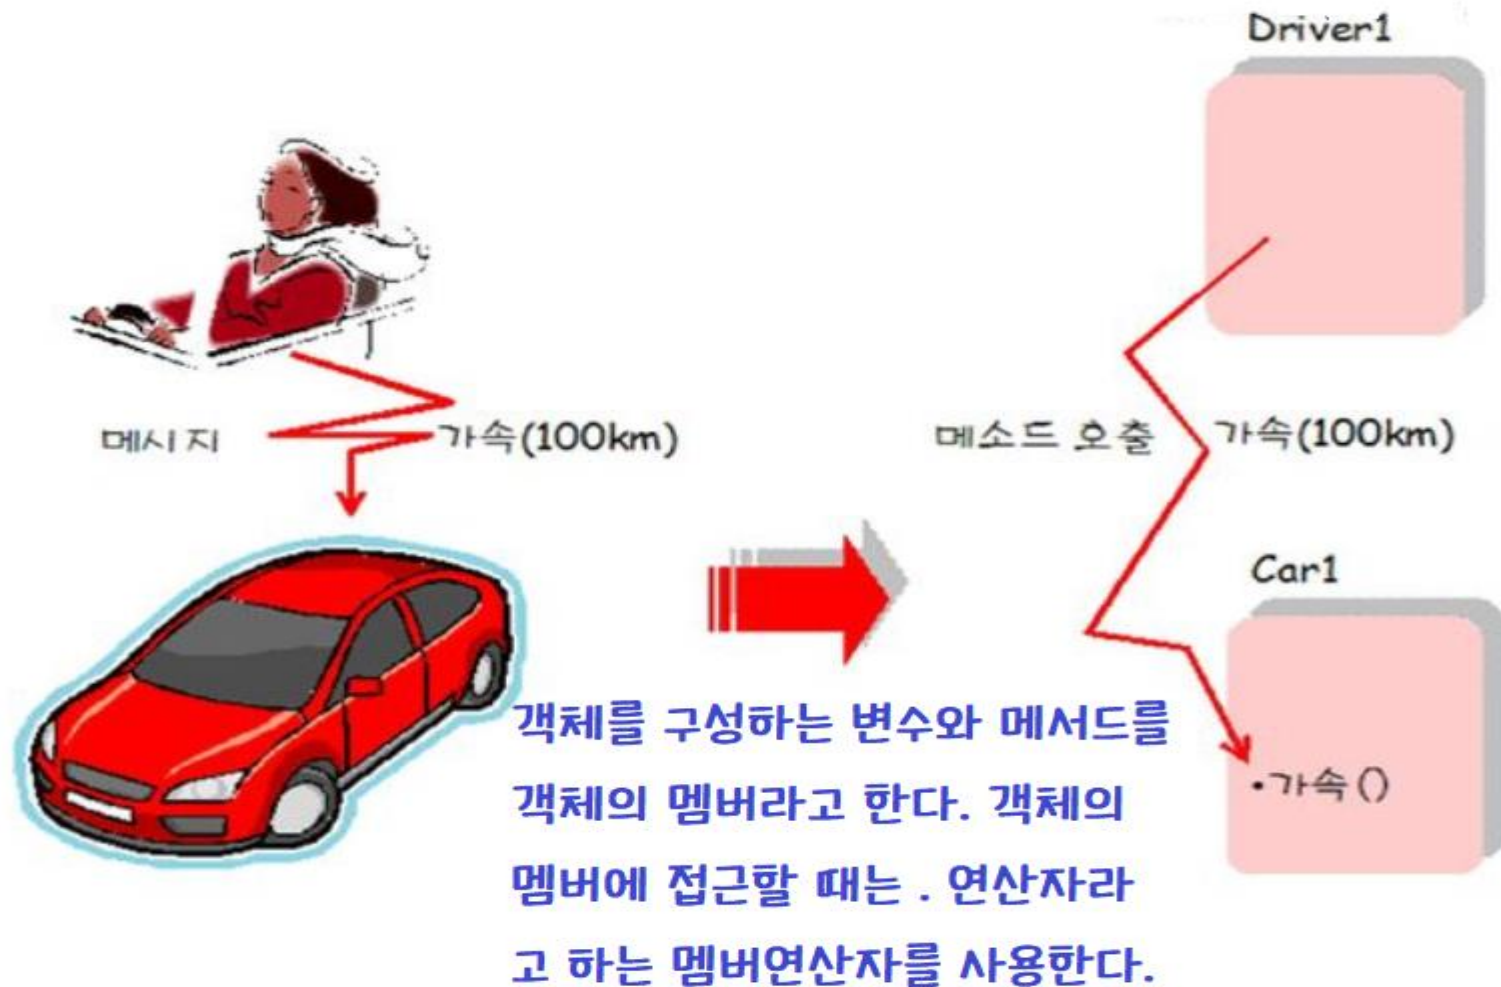 Driver1
메시지
가속(100km)
메소드 호출
가속(100km)
Car1
•가속()
객체를 구성하는 변수와 메서드를
객체의 멤버라고 한다. 객체의
멤버에 접근할 때는 . 연산자라
고 하는 멤버연산자를 사용한다.